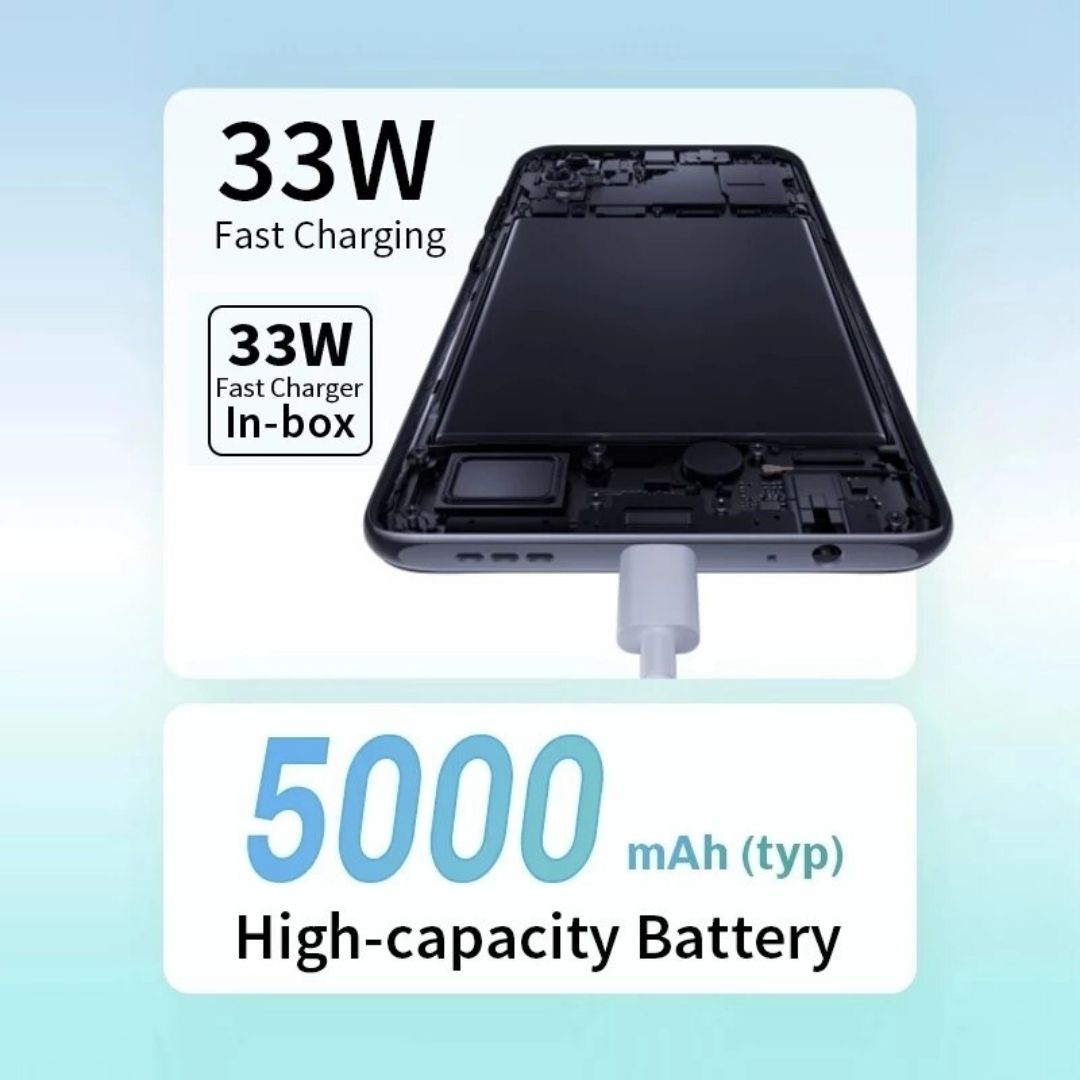 33W
Fast Charging
33W
Fast Charger
In-box
5000 mAh (typ)
High-capacity Battery